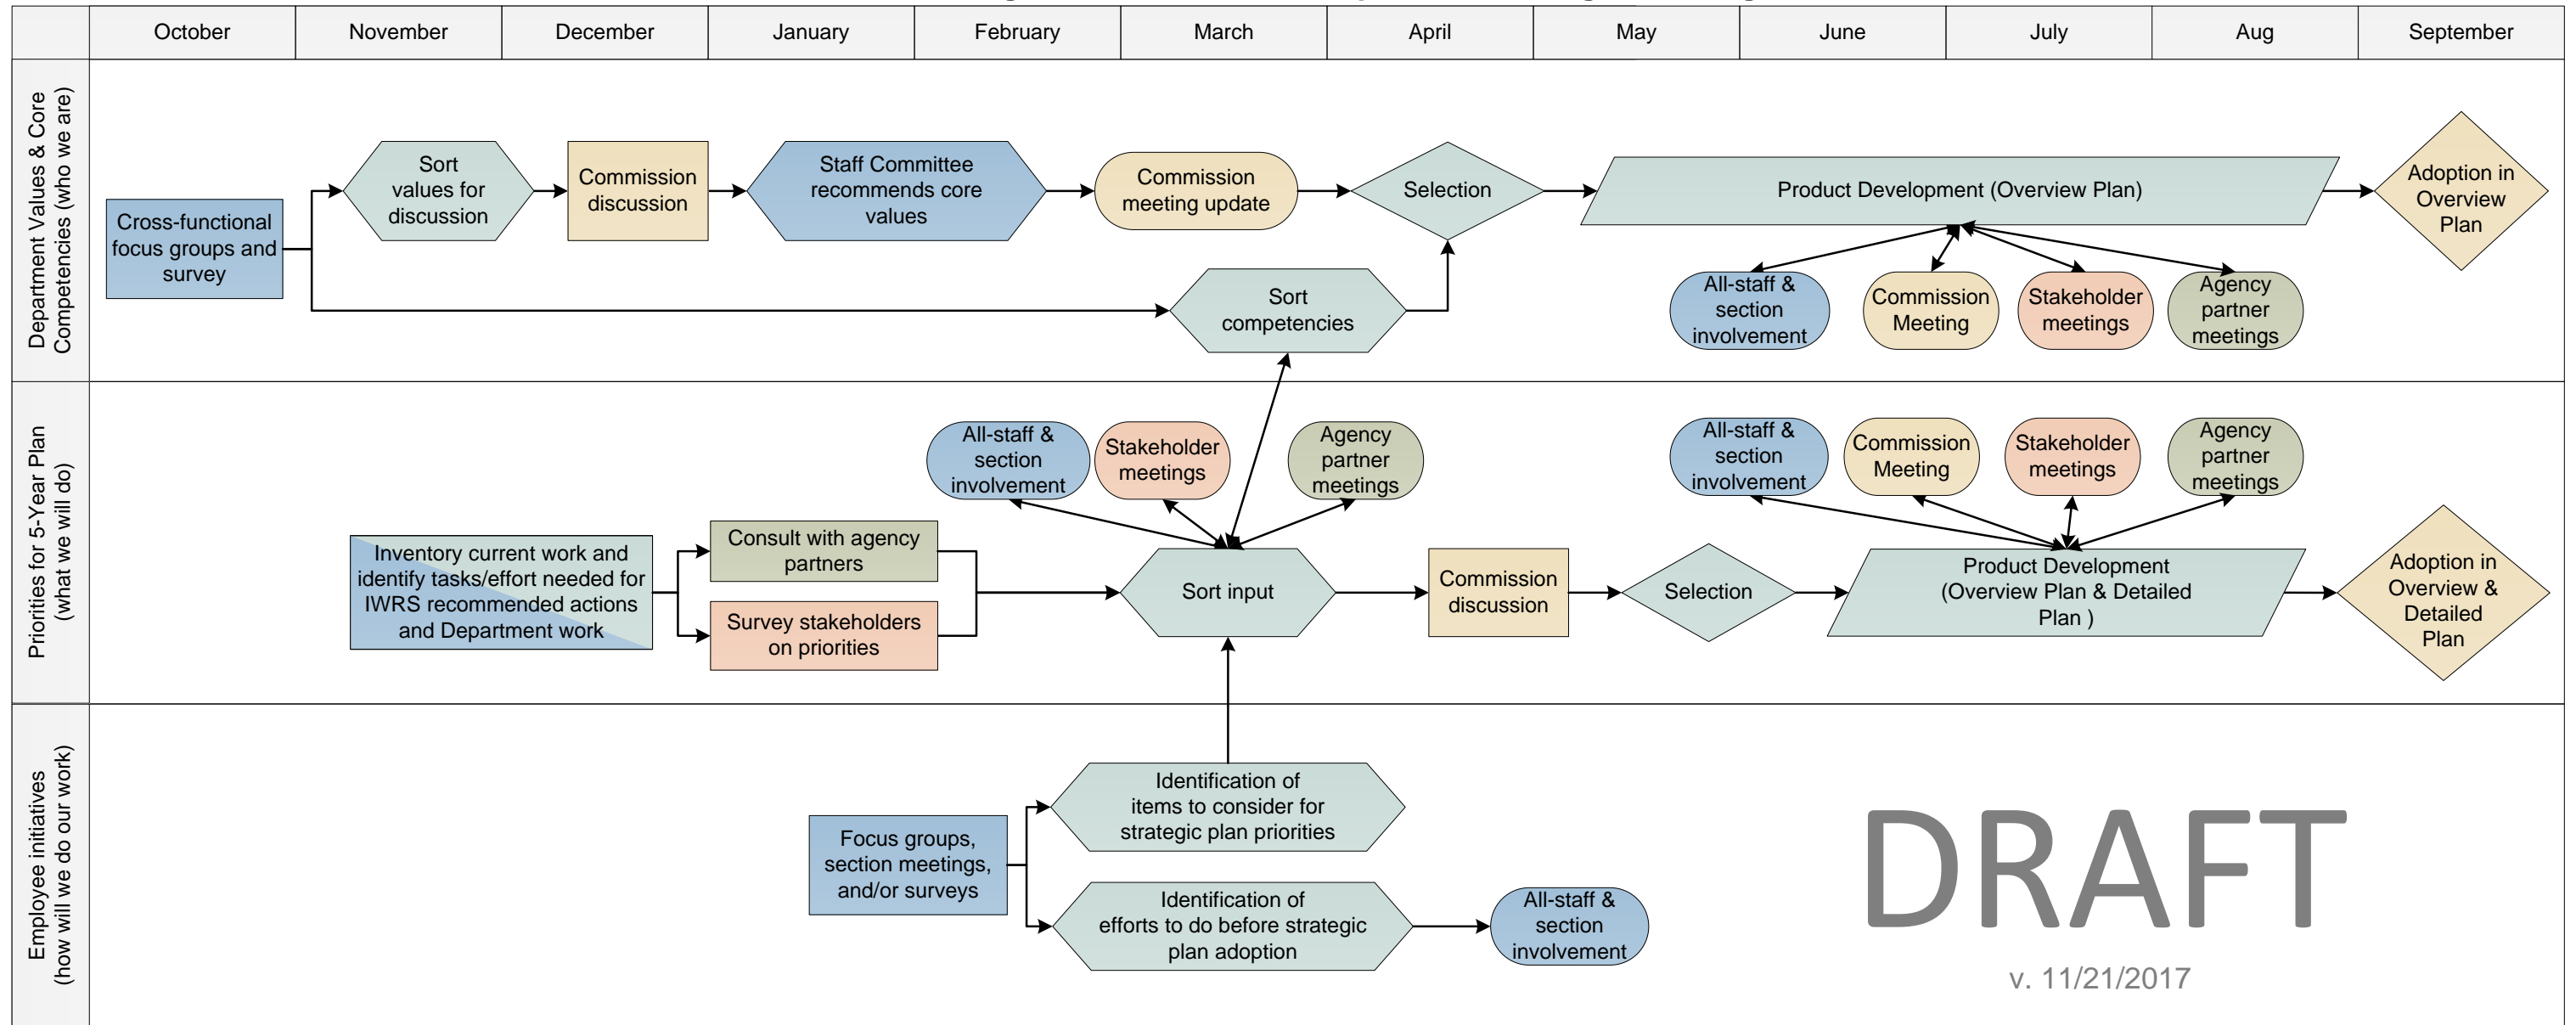 October
November
December
January
February
March
April
May
June
July
Aug
September
Department Values & Core
Competencies (who we are)
Cross-functional
focus groups and
survey
Sort
values for
discussion
Commission
discussion
Staff Committee
recommends core
values
Commission
meeting update
Selection
Product Development (Overview Plan)
Adoption in
Overview
Plan
Sort
competencies
All-staff &
section
involvement
Commission
Meeting
Stakeholder
meetings
Agency
partner
meetings
Priorities for 5-Year Plan
(what we will do)
All-staff &
section
involvement
Stakeholder
meetings
Agency
partner
meetings
All-staff &
section
involvement
Commission
Meeting
Stakeholder
meetings
Agency
partner
meetings
Inventory current work and
identify tasks/effort needed for
IWRS recommended actions
and Department work
Consult with agency
partners
Survey stakeholders
on priorities
Sort input
Commission
discussion
Selection
Product Development
(Overview Plan & Detailed
Plan )
Adoption in
Overview &
Detailed
Plan
Employee initiatives
(how will we do our work)
Focus groups,
section meetings,
and/or surveys
Identification of
items to consider for
strategic plan priorities
Identification of
efforts to do before strategic
plan adoption
All-staff &
section
involvement
DRAFT
v. 11/21/2017